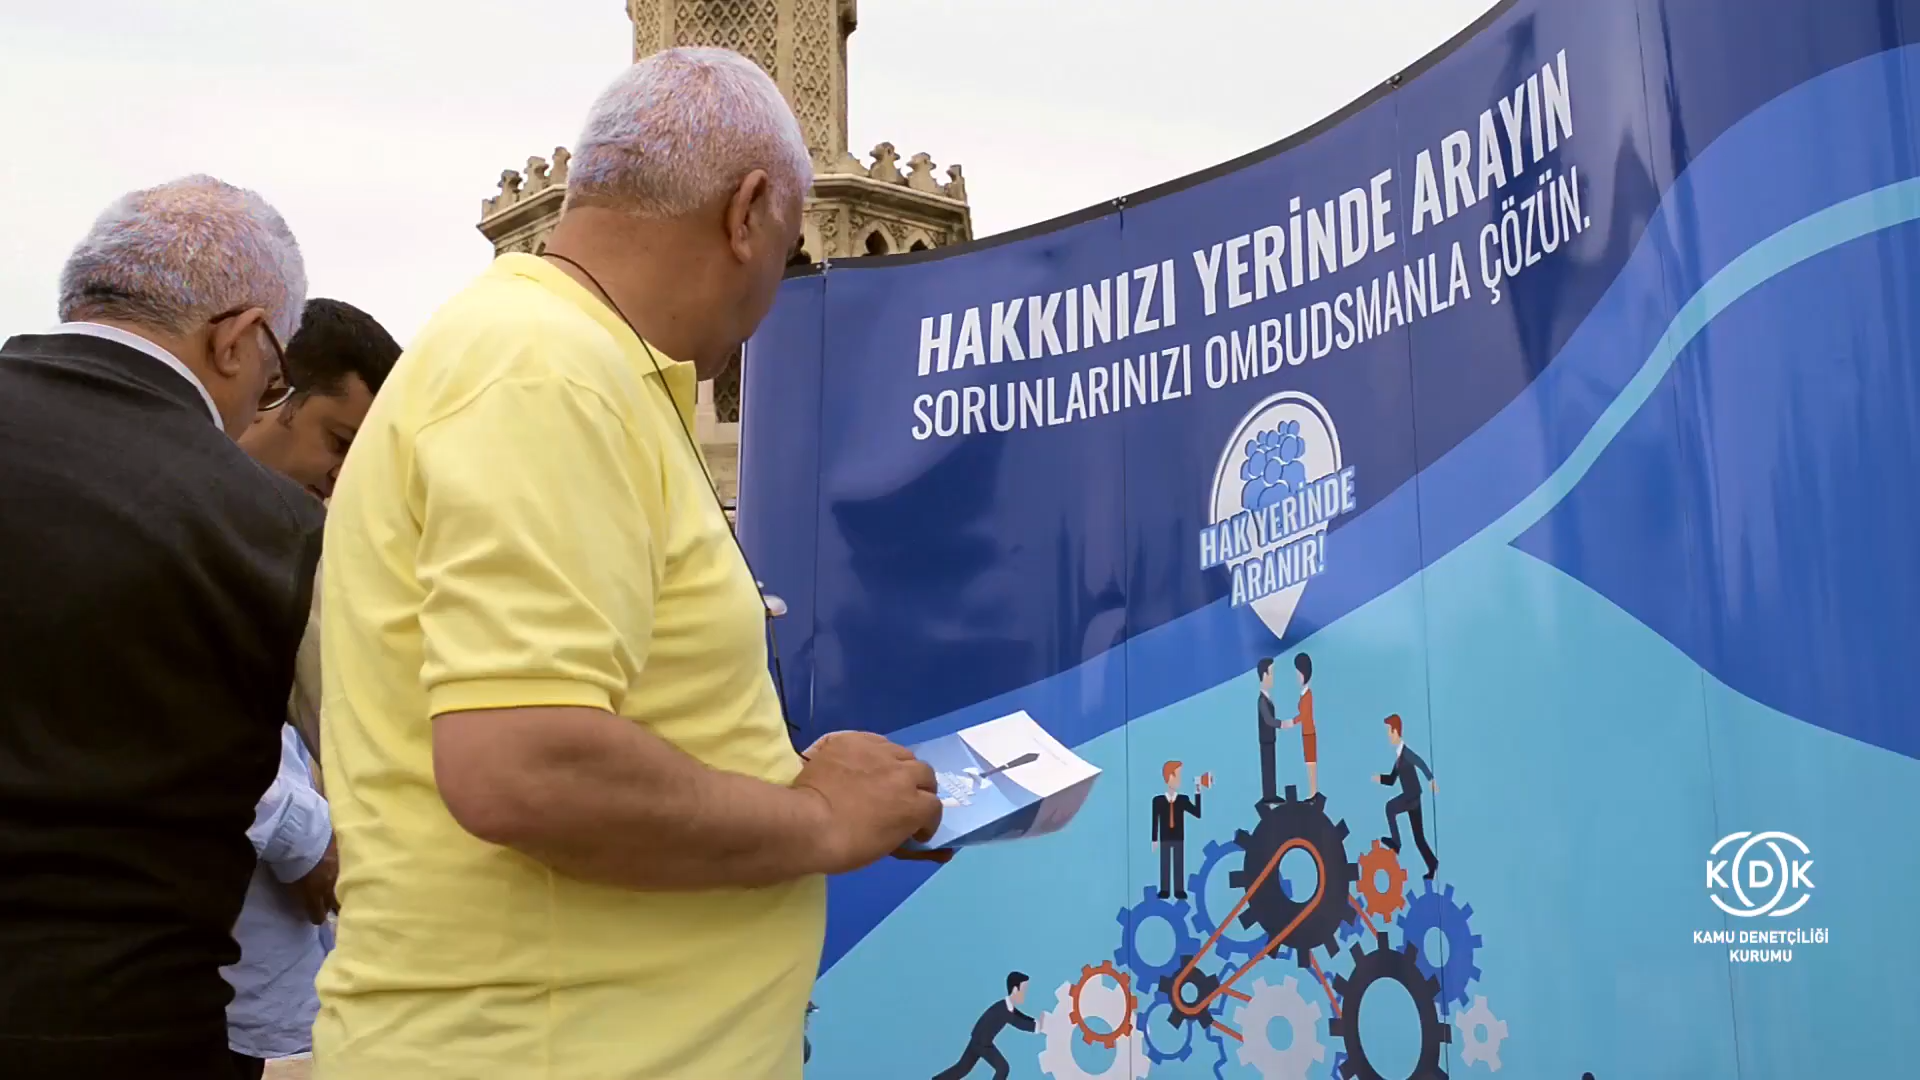 HAKKINIZI YERİNDE ARAYIN
SORUNLARINIZI OMBUDSMANLA ÇÖZÜN.
HAK YERİNDE
ARANIR!
KDK
KAMU DENETÇİLİĞİ
KURUMU